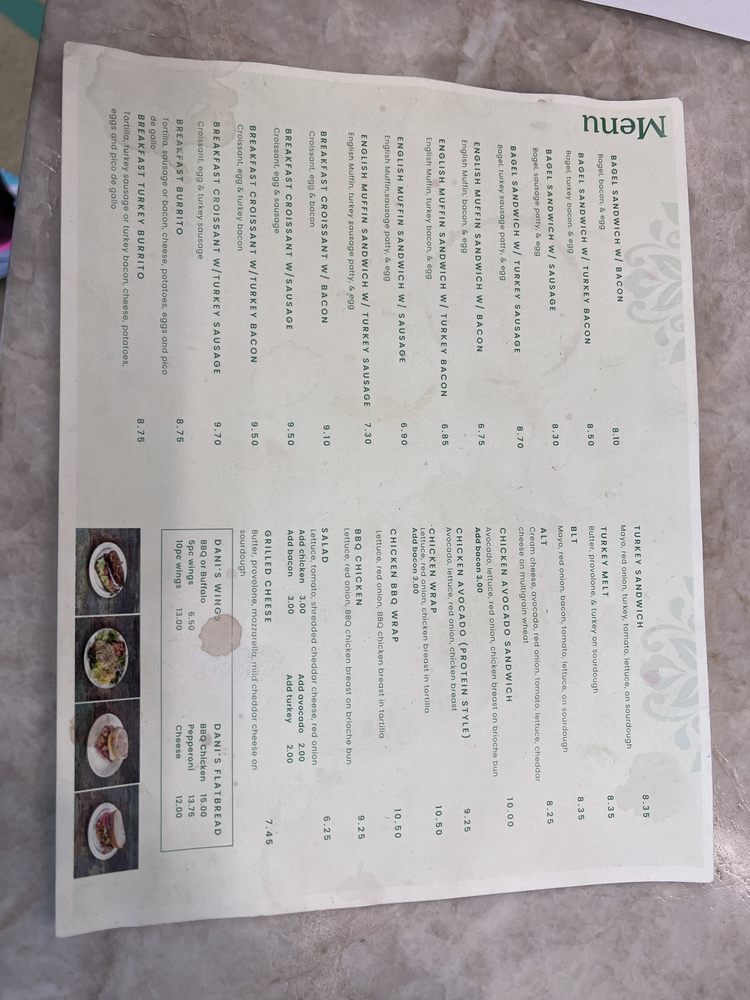 Menu
BAGEL SANDWICH W/ BACON 8.10
Bagel, bacon, & egg
BAGEL SANDWICH W/ TURKEY BACON 8.50
Bagel, turkey bacon, & egg
BAGEL SANDWICH W/ SAUSAGE 8.30
Bagel, sausage patty, & egg
BAGEL SANDWICH W/ TURKEY SAUSAGE 8.70
Bagel, turkey sausage patty, & egg
ENGLISH MUFFIN SANDWICH W/ BACON 6.75
English Muffin, bacon, & egg
ENGLISH MUFFIN SANDWICH W/ TURKEY BACON 6.85
English Muffin, turkey bacon, & egg
ENGLISH MUFFIN SANDWICH W/ SAUSAGE 6.90
English Muffin, sausage patty, & egg
ENGLISH MUFFIN SANDWICH W/ TURKEY SAUSAGE 7.30
English Muffin, turkey sausage patty, & egg
BREAKFAST CROISSANT W/ BACON 9.10
Croissant, egg & bacon
BREAKFAST CROISSANT W/SAUSAGE 9.50
Croissant, egg & sausage
BREAKFAST CROISSANT W/TURKEY BACON 9.50
Croissant, egg & turkey bacon
BREAKFAST CROISSANT W/TURKEY SAUSAGE 9.70
Croissant, egg & turkey sausage
BREAKFAST BURRITO 8.75
Tortilla, sausage or bacon, cheese, potatoes, eggs and pico
de gallo
BREAKFAST TURKEY BURRITO 8.75
Tortilla, turkey sausage or turkey bacon, cheese, potatoes,
eggs and pico de gallo
TURKEY SANDWICH 8.35
Mayo, red onion, turkey, tomato, lettuce, on sourdough
TURKEY MELT 8.35
Butter, provolone, & turkey on sourdough
BLT 8.35
Mayo, red onion, bacon, tomato, lettuce, on sourdough
ALT 8.25
Cream cheese, avocado, red onion, tomato, lettuce, cheddar
cheese on multigrain wheat
CHICKEN AVOCADO SANDWICH 10.00
Avocado, lettuce, red onion, chicken breast on brioche bun
Add bacon 3.00
CHICKEN AVOCADO (PROTEIN STYLE) 9.25
Avocado, lettuce, red onion, chicken breast
CHICKEN WRAP 10.50
Lettuce, red onion, chicken breast in tortilla
Add bacon 3.00
CHICKEN BBQ WRAP 10.50
Lettuce, red onion, BBQ chicken breast in tortilla
BBQ CHICKEN 9.25
Lettuce, red onion, BBQ chicken breast on brioche bun
SALAD 6.25
Lettuce, tomato, shredded cheddar cheese, red onion
Add chicken 3.00 Add avocado 2.00
Add bacon 3.00 Add turkey 2.00
GRILLED CHEESE 7.45
Butter, provolone, mozzarella, mild cheddar cheese on
sourdough
DANI'S WINGS
BBQ or Buffalo
5pc wings 6.50
10pc wings 13.00
DANI'S FLATBREAD
BBQ Chicken 15.00
Pepperoni 13.75
Cheese 12.00